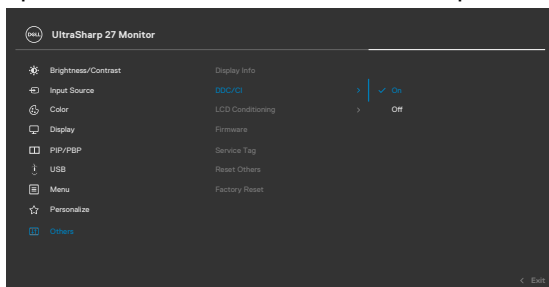 DELL UltraSharp 27 Monitor
Brightness/Contrast Display Info
Input Source DDC/CI > ✓ On
Color LCD Conditioning > Off
Display Firmware
PIP/PBP Service Tag
USB Reset Others
Menu Factory Reset
Personalize
Others
< Exit